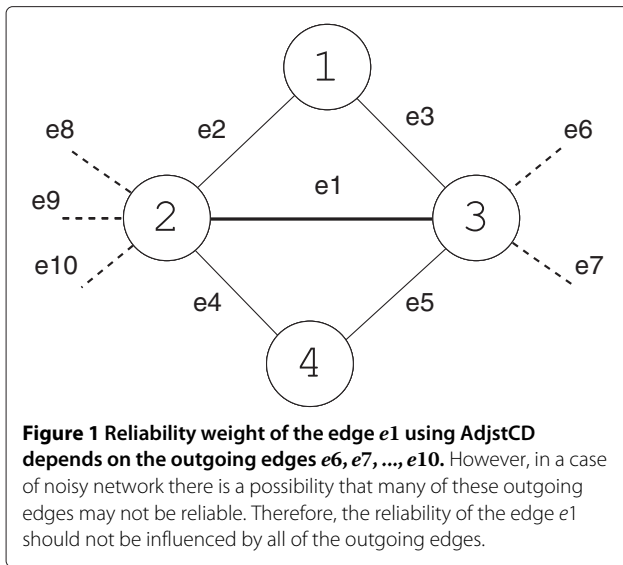 1
e8
e2
e3
e6
e1
e9
2
3
e10
e7
e4
e5
4
Figure 1 Reliability weight of the edge e1 using AdjstCD
depends on the outgoing edges e6, e7, ..., e10. However, in a case
of noisy network there is a possibility that many of these outgoing
edges may not be reliable. Therefore, the reliability of the edge e1
should not be influenced by all of the outgoing edges.